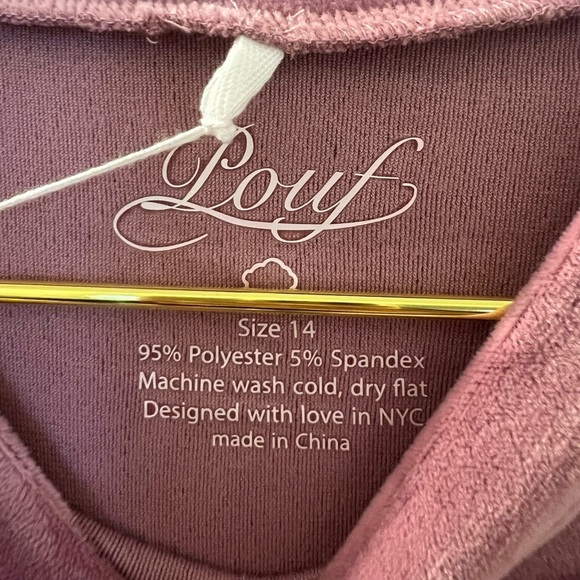 Pouf
Size 14
95% Polyester 5% Spandex
Machine wash cold, dry flat
Designed with love in NYC
made in China